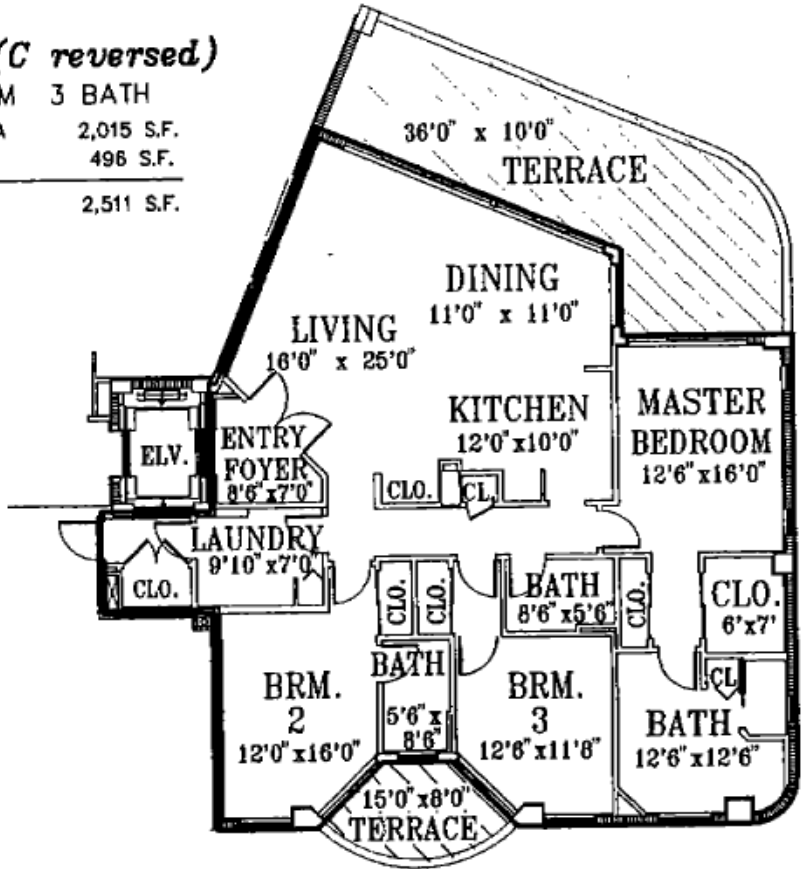 (C reversed)
M 3 BATH
A 2,015 S.F.
496 S.F.
2,511 S.F.
36'0" x 10'0"
TERRACE
DINING
11'0" x 11'0"
LIVING
16'0" x 25'0"
KITCHEN
12'0"x10'0"
MASTER
BEDROOM
12'6"x16'0"
ELV.
ENTRY
FOYER
8'6"x7'0"
CLO.
CL.
LAUNDRY
9'10"x7'0"
CLO.
CLO.
CLO.
BATH
8'6"x5'6"
CLO.
CLO.
6'x7'
BRM.
2
12'0"x16'0"
BATH
5'6" x
8'6"
BRM.
3
12'6"x11'8"
CL
BATH
12'6"x12'6"
15'0"x8'0"
TERRACE